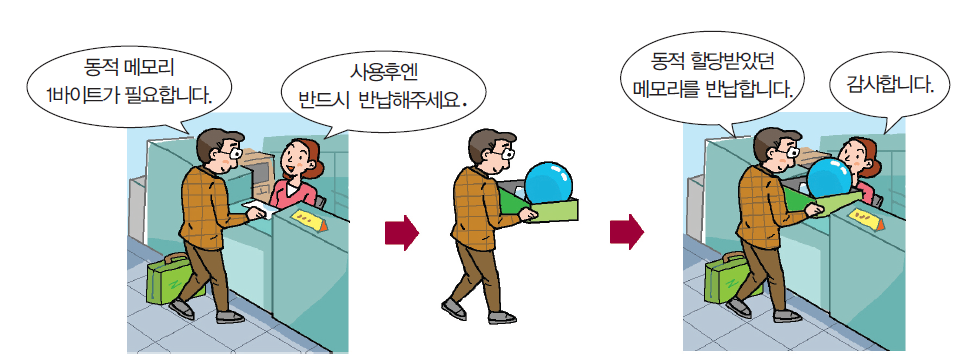 동적 메모리
1바이트가 필요합니다.
사용후엔
반드시 반납해주세요.
동적 할당받았던
메모리를 반납합니다.
감사합니다.